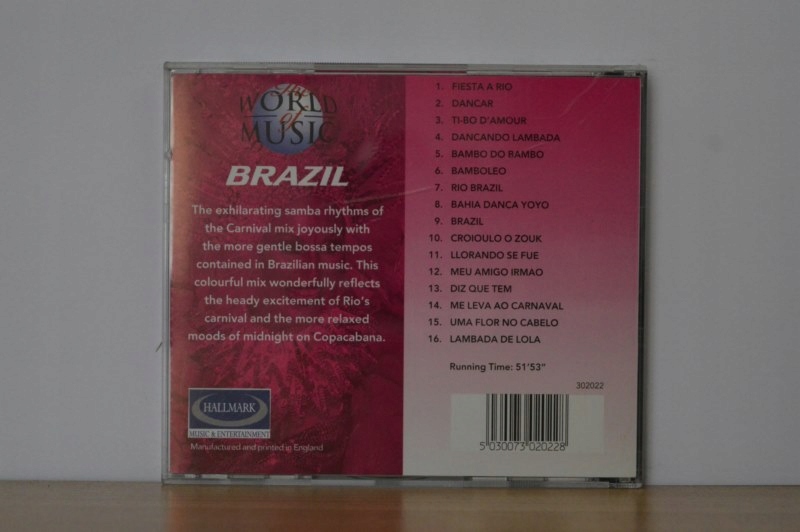 The
WORLD
of
MUSIC
BRAZIL
The exhilarating samba rhythms of
the Carnival mix joyously with
the more gentle bossa tempos
contained in Brazilian music. This
colourful mix wonderfully reflects
the heady excitement of Rio's
carnival and the more relaxed
moods of midnight on Copacabana.
HALLMARK
MUSIC & ENTERTAINMENT
Manufactured and printed in England
1. FIESTA A RIO
2. DANCAR
3. TI-BO D'AMOUR
4. DANCANDO LAMBADA
5. BAMBO DO BAMBO
6. BAMBOLEO
7. RIO BRAZIL
8. BAHIA DANCA YOYO
9. BRAZIL
10. CROIOULO O ZOUK
11. LLORANDO SE FUE
12. MEU AMIGO IRMAO
13. DIZ QUE TEM
14. ME LEVA AO CARNAVAL
15. UMA FLOR NO CABELO
16. LAMBADA DE LOLA
Running Time: 51'53"
302022
5 030073 020228